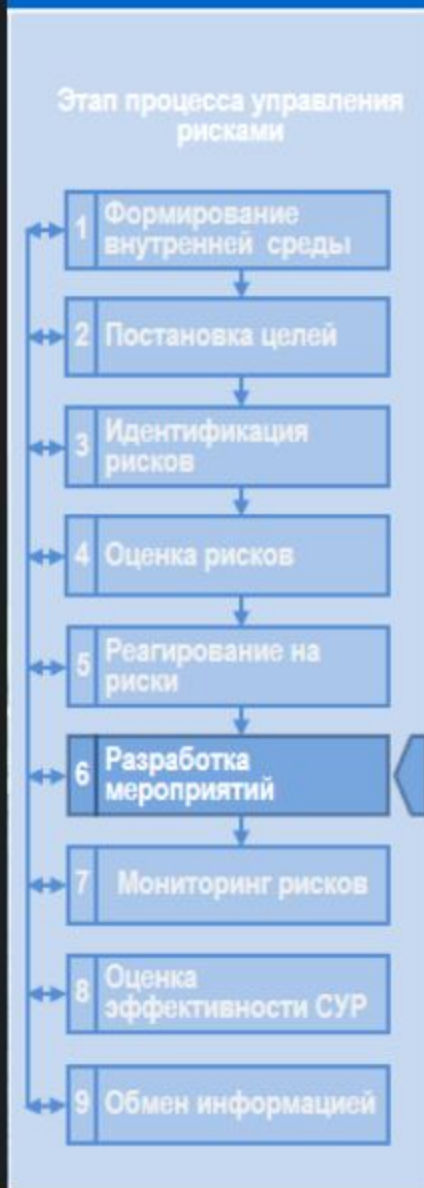 Этап процесса управления
рисками
1 Формирование
внутренней среды
2 Постановка целей
3 Идентификация
рисков
4 Оценка рисков
5 Реагирование на
риски
6 Разработка
мероприятий
7 Мониторинг рисков
8 Оценка
эффективности СУР
9 Обмен информацией